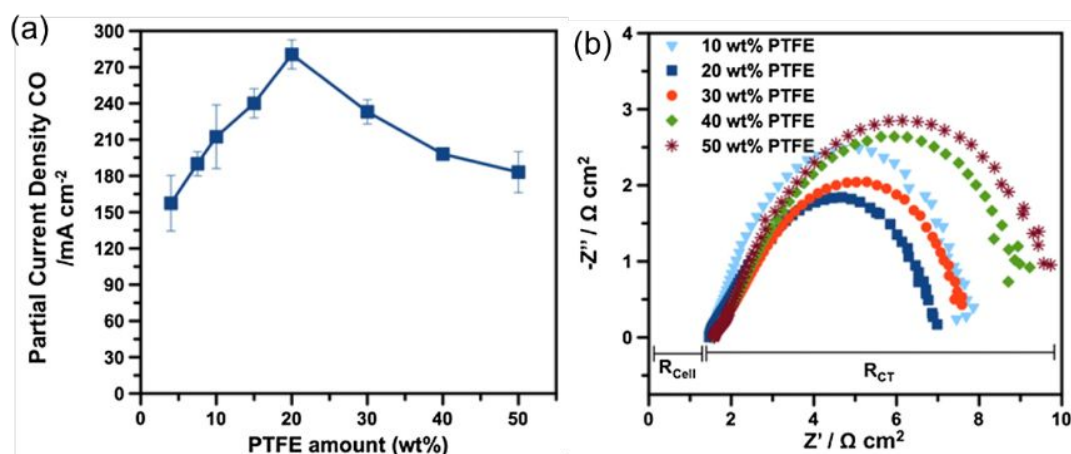 (a)
Partial Current Density CO
/mA cm⁻²
300
270
240
210
180
150
120
90
60
30
0
0 10 20 30 40 50
PTFE amount (wt%)
(b)
10 wt% PTFE
20 wt% PTFE
30 wt% PTFE
40 wt% PTFE
50 wt% PTFE
-Z'' / Ω cm²
4
3
2
1
0
R_Cell
R_CT
0 2 4 6 8 10
Z' / Ω cm²